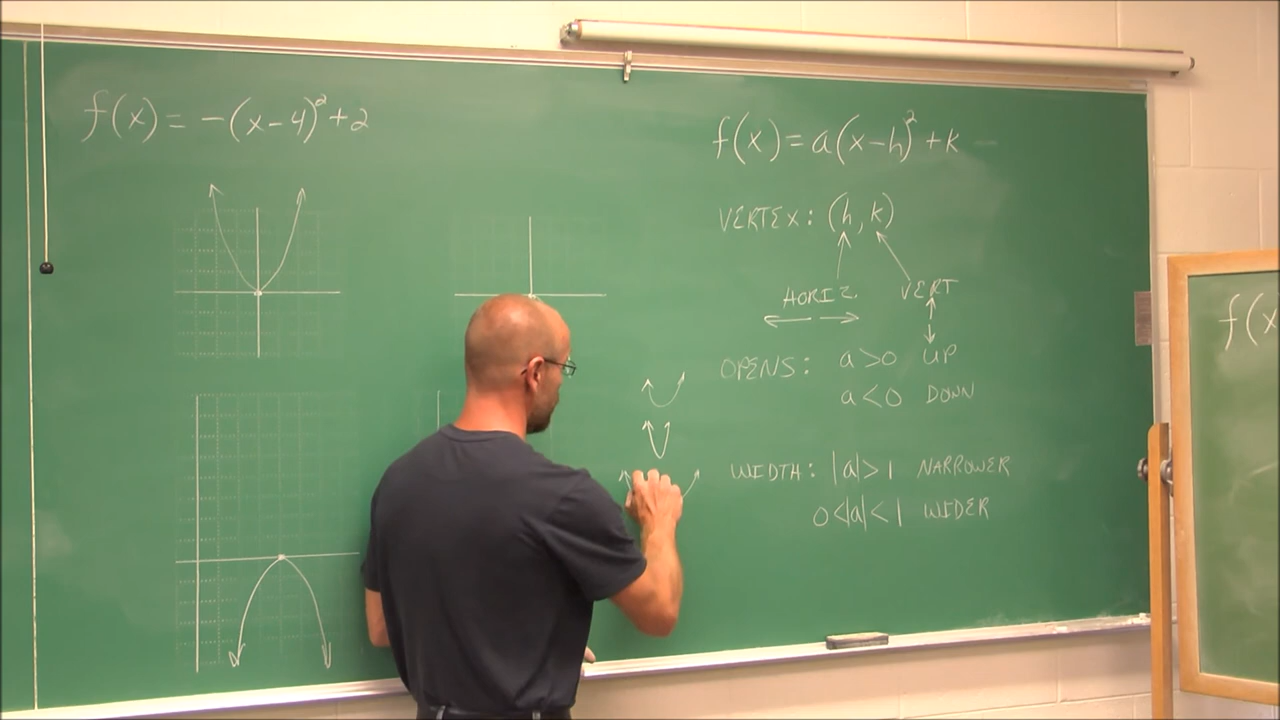 f(x) = -(x-4)² + 2
f(x) = a(x-h)² + k
VERTEX: (h, k)
HORIZ. VERT
OPENS: a>0 UP
a<0 DOWN
WIDTH: |a|>1 NARROWER
0<|a|<1 WIDER
f(x